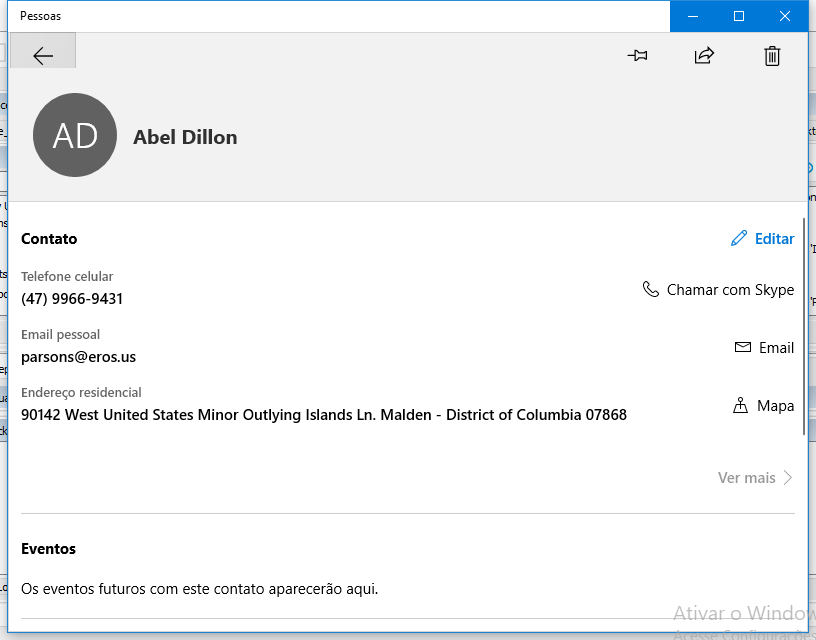 Pessoas
AD
Abel Dillon
Contato
Editar
Telefone celular
(47) 9966-9431
Chamar com Skype
Email pessoal
parsons@eros.us
Email
Endereço residencial
90142 West United States Minor Outlying Islands Ln. Malden - District of Columbia 07868
Mapa
Ver mais
Eventos
Os eventos futuros com este contato aparecerão aqui.
Ativar o Window
Acesse Configurações